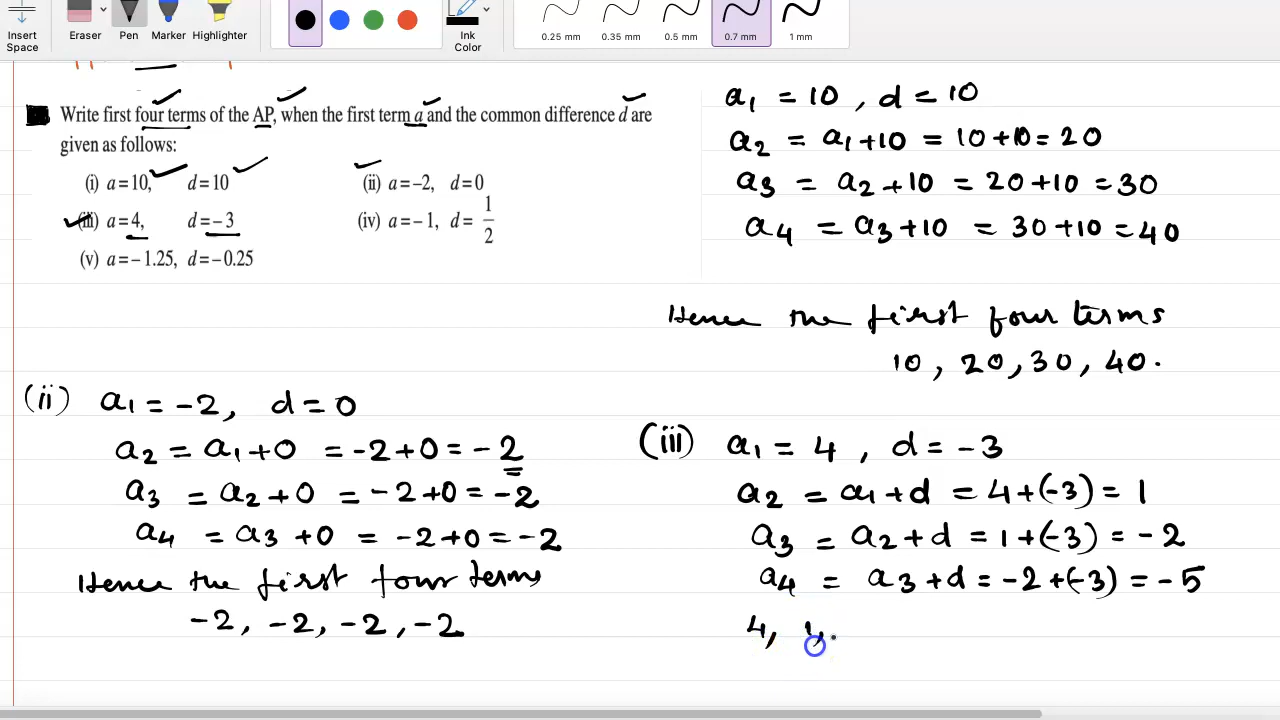 Insert Space
Eraser
Pen
Marker
Highlighter
Ink Color
0.25 mm
0.35 mm
0.5 mm
0.7 mm
1 mm
Write first four terms of the AP, when the first term a and the common difference d are
given as follows:
(i) a = 10, d = 10
(ii) a = –2, d = 0
(iii) a = 4, d = – 3
(iv) a = – 1, d = 1/2
(v) a = – 1.25, d = – 0.25
a1 = 10 , d = 10
a2 = a1+10 = 10+10 = 20
a3 = a2+10 = 20+10 = 30
a4 = a3+10 = 30+10 = 40
Hence the first four terms
10 , 20 , 30 , 40 .
(ii) a1 = -2, d = 0
a2 = a1+0 = -2+0 = -2
a3 = a2+0 = -2+0 = -2
a4 = a3+0 = -2+0 = -2
Hence the first four terms
-2, -2, -2, -2
(iii) a1 = 4 , d = -3
a2 = a1+d = 4+(-3) = 1
a3 = a2+d = 1+(-3) = -2
a4 = a3+d = -2+(-3) = -5
4, 1,